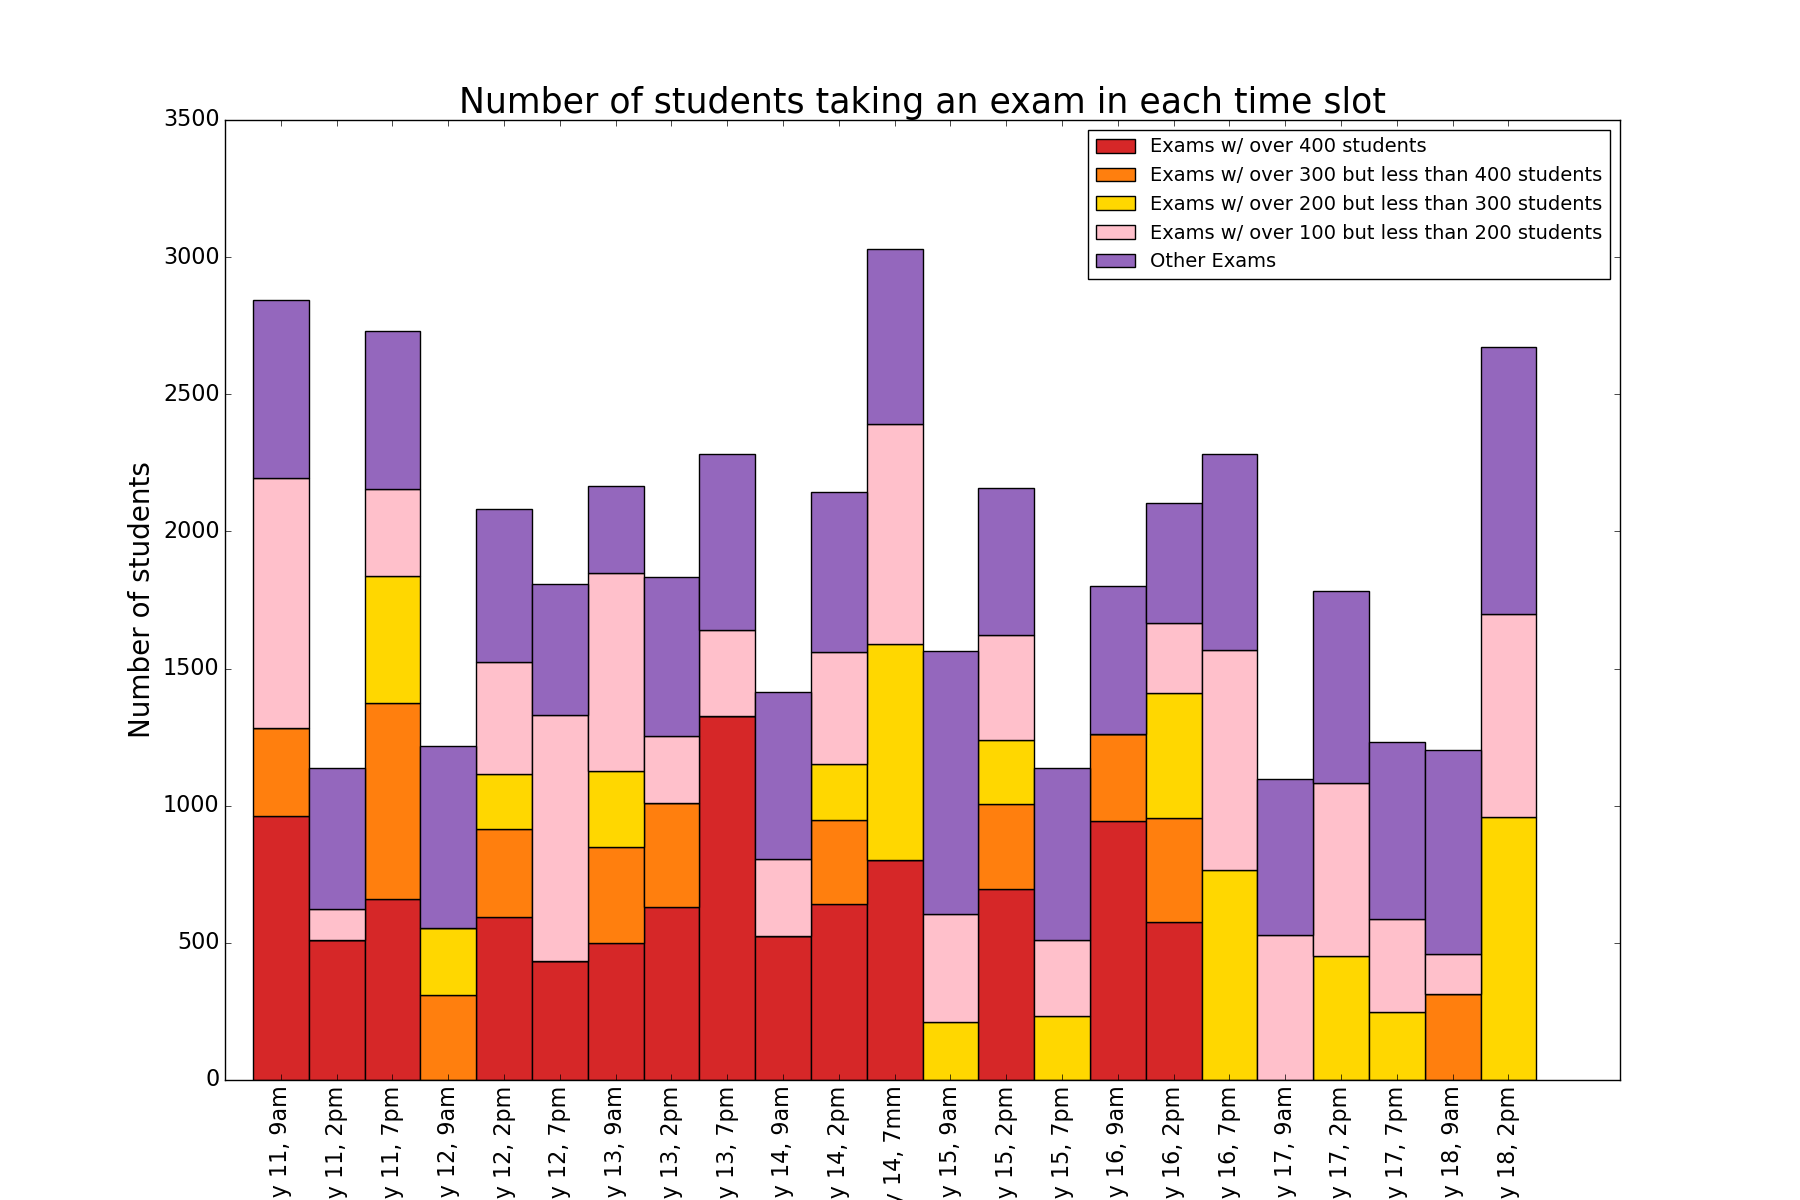 Number of students taking an exam in each time slot
Exams w/ over 400 students
Exams w/ over 300 but less than 400 students
Exams w/ over 200 but less than 300 students
Exams w/ over 100 but less than 200 students
Other Exams
Number of students
3500
3000
2500
2000
1500
1000
500
0
y 11, 9am
y 11, 2pm
y 11, 7pm
y 12, 9am
y 12, 2pm
y 12, 7pm
y 13, 9am
y 13, 2pm
y 13, 7pm
y 14, 9am
y 14, 2pm
y 14, 7mm
y 15, 9am
y 15, 2pm
y 15, 7pm
y 16, 9am
y 16, 2pm
y 16, 7pm
y 17, 9am
y 17, 2pm
y 17, 7pm
y 18, 9am
y 18, 2pm